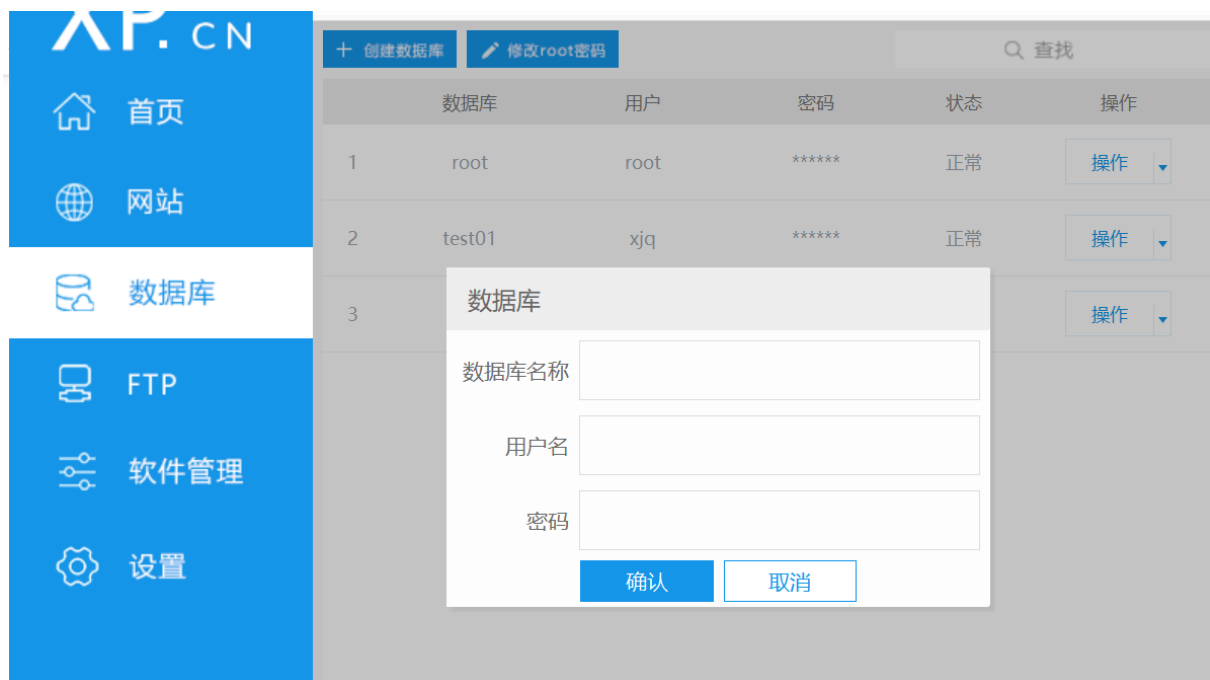 XP.CN
首页
网站
数据库
FTP
软件管理
设置
创建数据库 修改root密码 查找
数据库 用户 密码 状态 操作
1 root root ****** 正常 操作
2 test01 xjq ****** 正常 操作
3 操作
数据库
数据库名称
用户名
密码
确认 取消